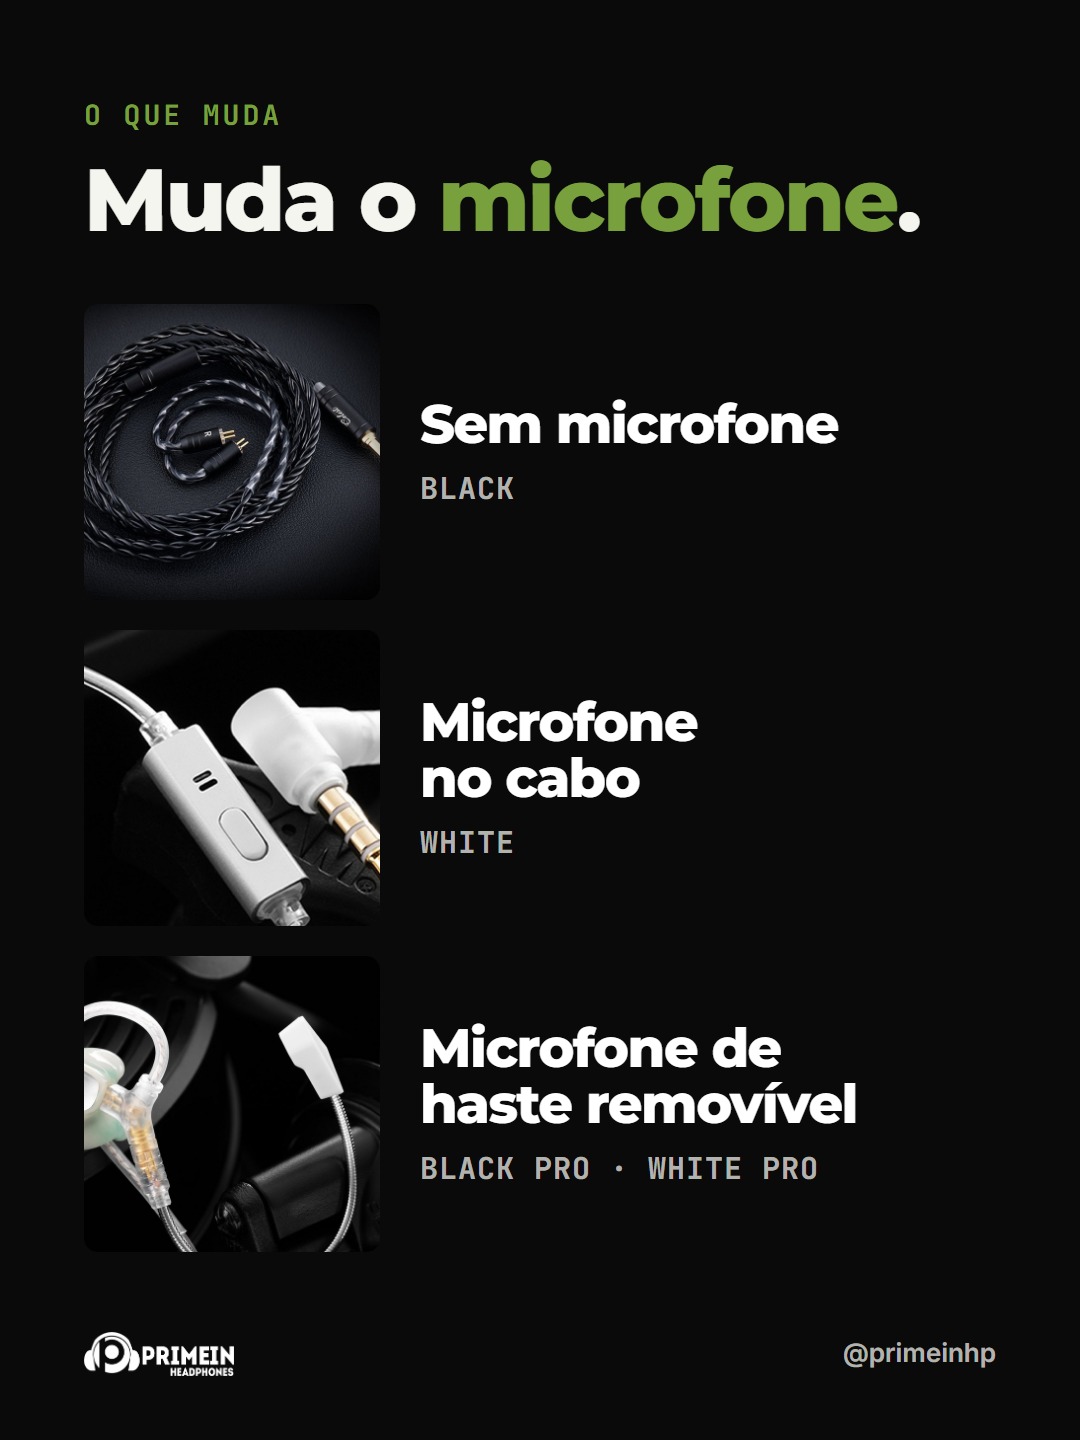 O QUE MUDA
Muda o microfone.
Sem microfone
BLACK
Microfone
no cabo
WHITE
Microfone de
haste removível
BLACK PRO · WHITE PRO
PRIMEIN
HEADPHONES
@primeinhp